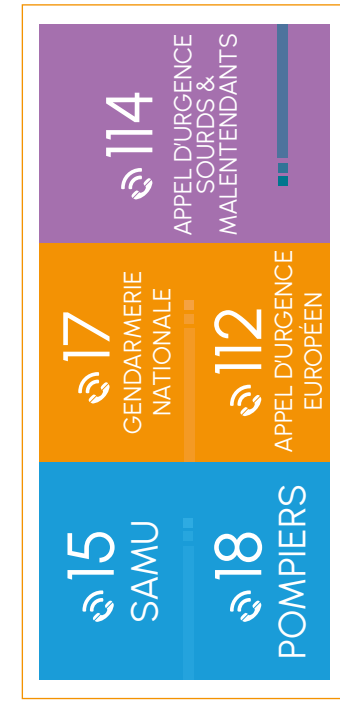 15
SAMU
18
POMPIERS
17
GENDARMERIE
NATIONALE
112
APPEL D'URGENCE
EUROPÉEN
114
APPEL D'URGENCE
SOURDS &
MALENTENDANTS